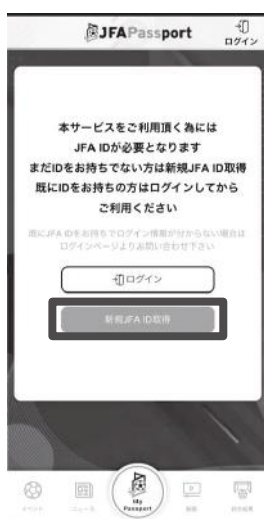 JFAPassport
ログイン
本サービスをご利用頂く為には
JFA IDが必要となります
まだIDをお持ちでない方は新規JFA ID取得
既にIDをお持ちの方はログインしてから
ご利用ください
既にJFA IDをお持ちでログイン情報が分からない場合は
ログインページよりお問い合わせ下さい
ログイン
新規JFA ID取得
イベント
ニュース
My
Passport
動画
試合結果